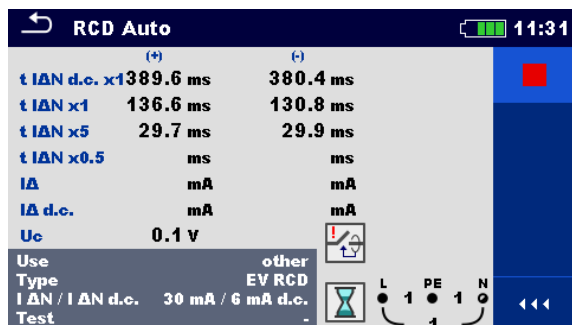 RCD Auto 11:31
(+) (-)
t IΔN d.c. x1 389.6 ms 380.4 ms
t IΔN x1 136.6 ms 130.8 ms
t IΔN x5 29.7 ms 29.9 ms
t IΔN x0.5 ms ms
IΔ mA mA
IΔ d.c. mA mA
Uc 0.1 V
Use other
Type EV RCD
I ΔN / I ΔN d.c. 30 mA / 6 mA d.c.
Test -
L PE N
1 1
1